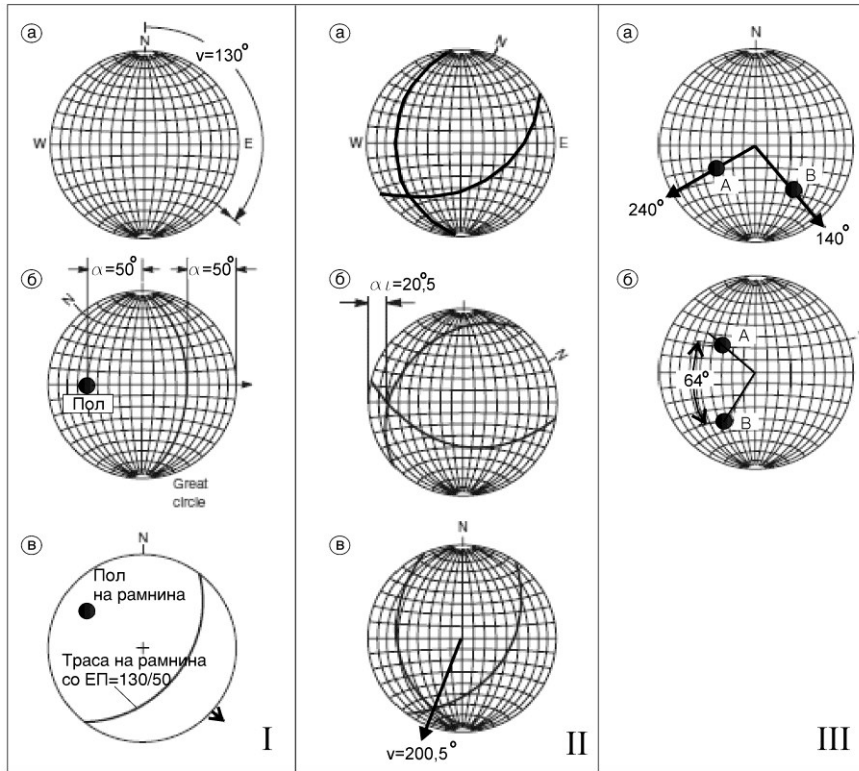 а
N
ν=130°
W
E
б
α=50°
α=50°
N
Пол
Great
circle
в
N
Пол
на рамнина
Траса на рамнина
со ЕП=130/50
I
а
N
W
E
б
α ι=20°,5
N
в
N
ν=200,5°
II
а
N
A
B
240°
140°
б
A
64°
B
III